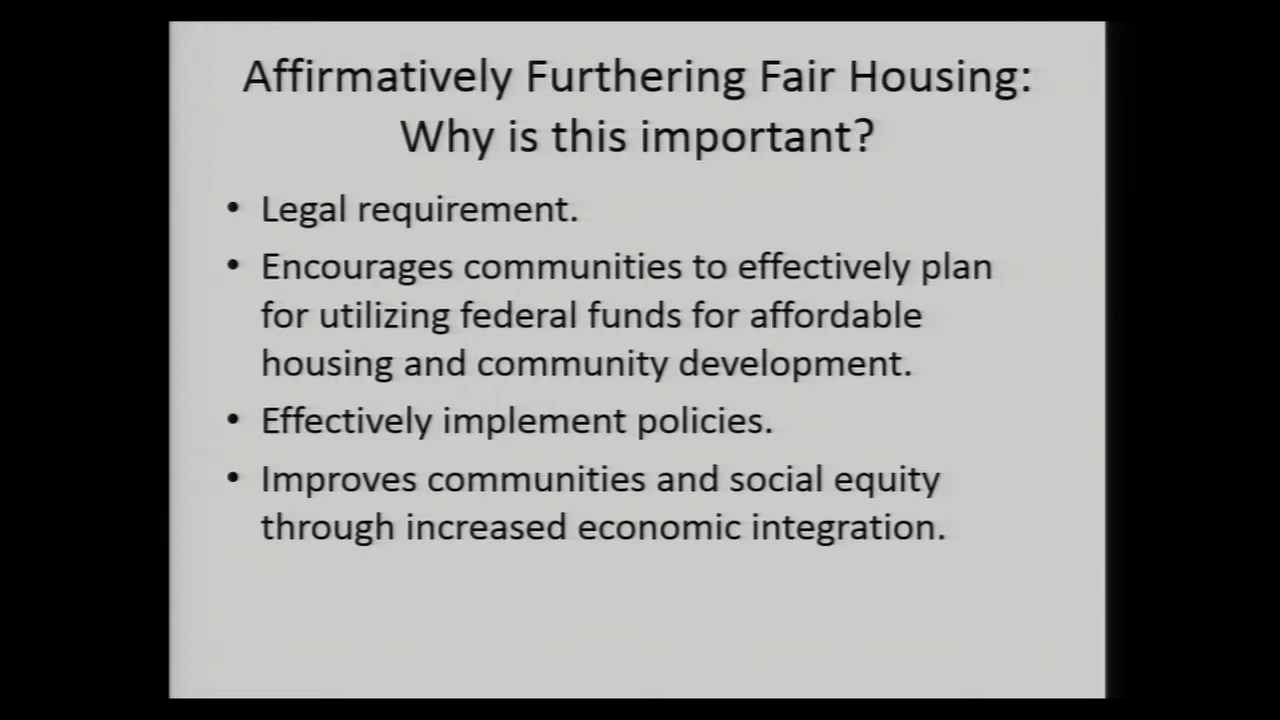 Affirmatively Furthering Fair Housing:
Why is this important?
• Legal requirement.
• Encourages communities to effectively plan
for utilizing federal funds for affordable
housing and community development.
• Effectively implement policies.
• Improves communities and social equity
through increased economic integration.